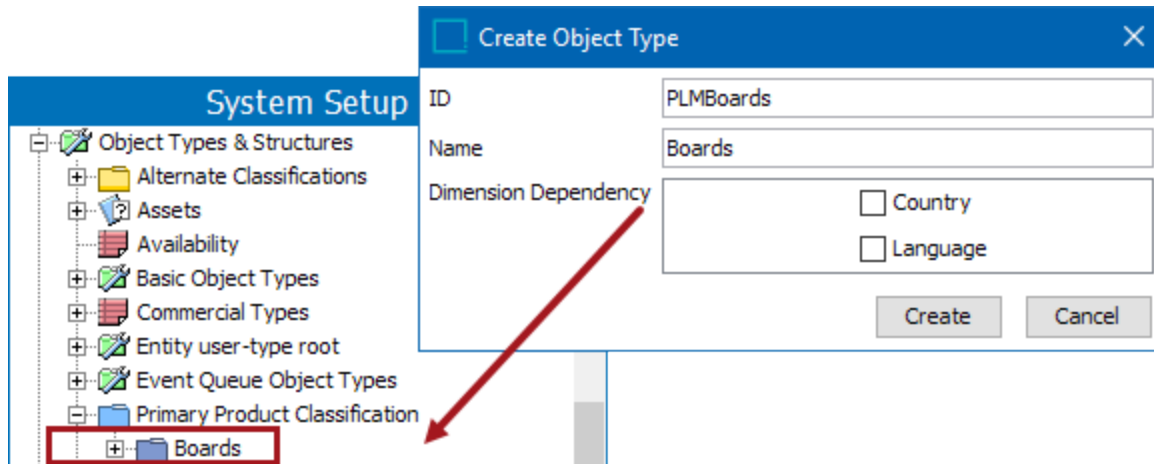 Create Object Type
System Setup
ID
PLMBoards
Name
Boards
Dimension Dependency
Country
Language
Create
Cancel
Object Types & Structures
Alternate Classifications
Assets
Availability
Basic Object Types
Commercial Types
Entity user-type root
Event Queue Object Types
Primary Product Classification
Boards